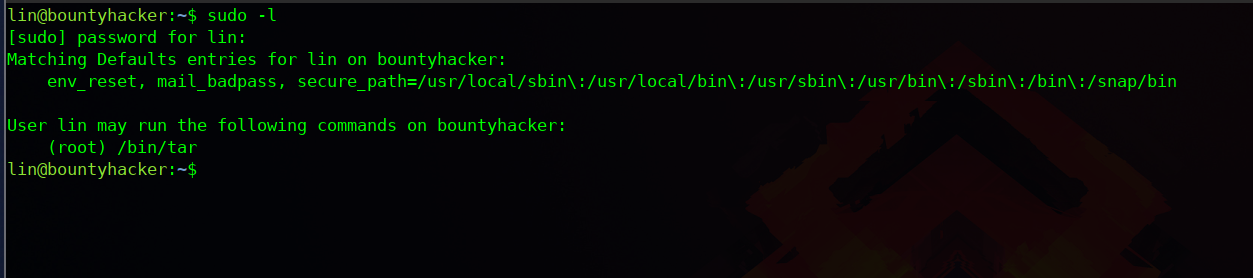 lin@bountyhacker:~$ sudo -l
[sudo] password for lin:
Matching Defaults entries for lin on bountyhacker:
    env_reset, mail_badpass, secure_path=/usr/local/sbin\:/usr/local/bin\:/usr/sbin\:/usr/bin\:/sbin\:/bin\:/snap/bin

User lin may run the following commands on bountyhacker:
    (root) /bin/tar
lin@bountyhacker:~$